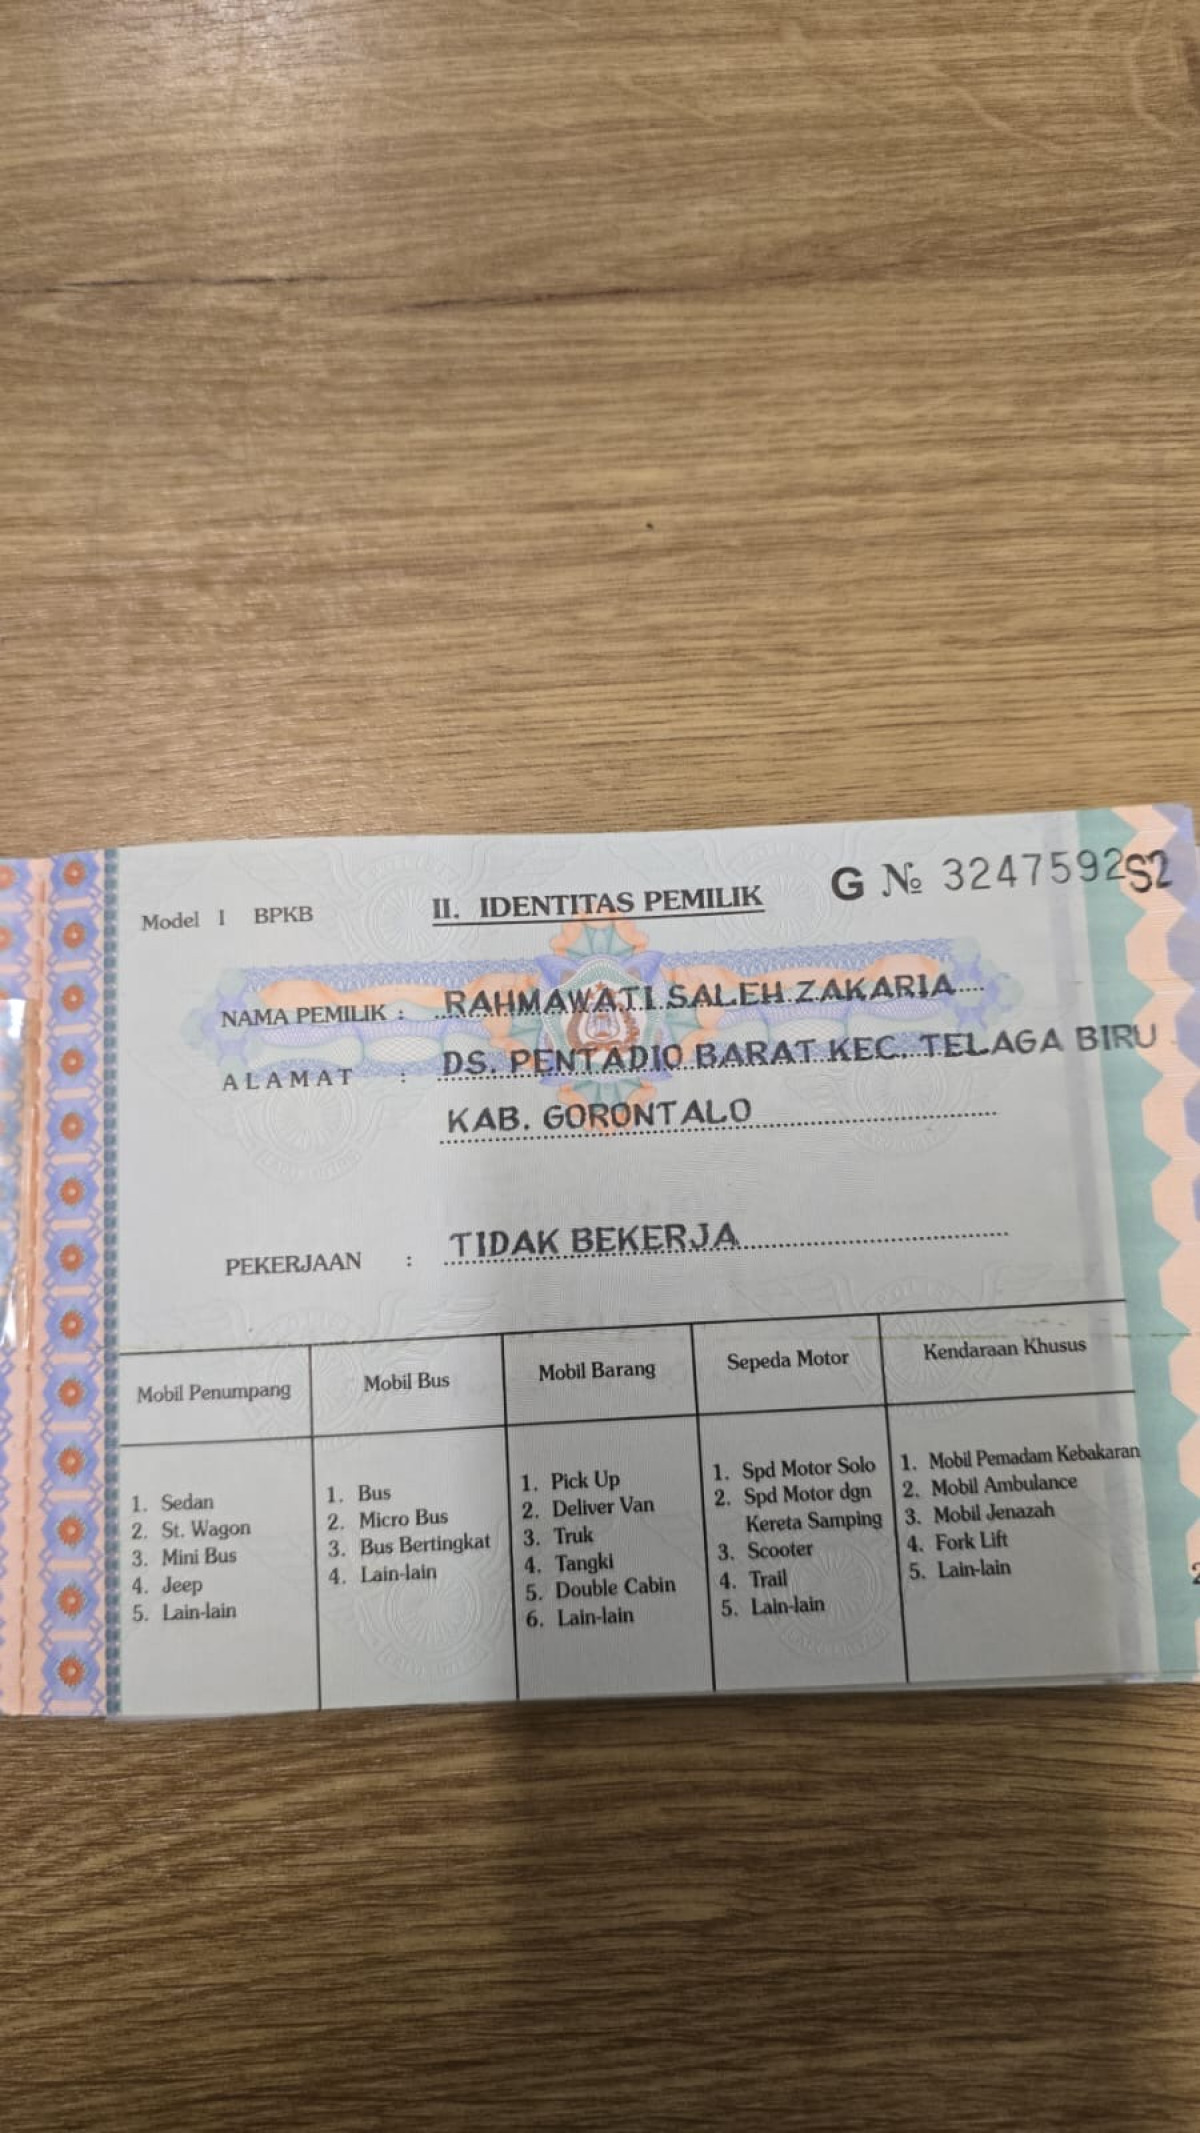 Model I BPKB
II. IDENTITAS PEMILIK
G № 3247592S2
NAMA PEMILIK : RAHMAWATI SALEH ZAKARIA
ALAMAT : DS. PENTADIO BARAT KEC. TELAGA BIRU
KAB. GORONTALO
PEKERJAAN : TIDAK BEKERJA
Mobil Penumpang
1. Sedan
2. St. Wagon
3. Mini Bus
4. Jeep
5. Lain-lain
Mobil Bus
1. Bus
2. Micro Bus
3. Bus Bertingkat
4. Lain-lain
Mobil Barang
1. Pick Up
2. Deliver Van
3. Truk
4. Tangki
5. Double Cabin
6. Lain-lain
Sepeda Motor
1. Spd Motor Solo
2. Spd Motor dgn
Kereta Samping
3. Scooter
4. Trail
5. Lain-lain
Kendaraan Khusus
1. Mobil Pemadam Kebakaran
2. Mobil Ambulance
3. Mobil Jenazah
4. Fork Lift
5. Lain-lain